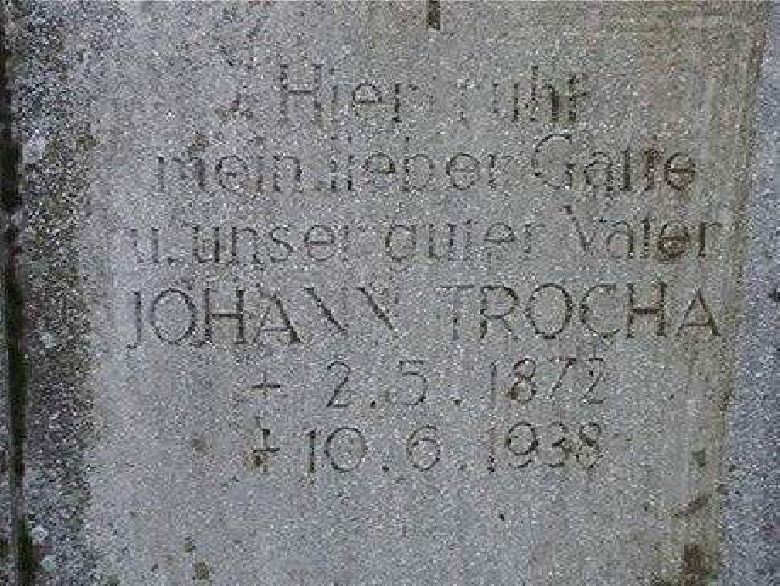 Hier ruht
mein lieber Gatte
u. unser guter Vater
JOHANN TROCHA
+ 2.5.1872
† 10.6.1938